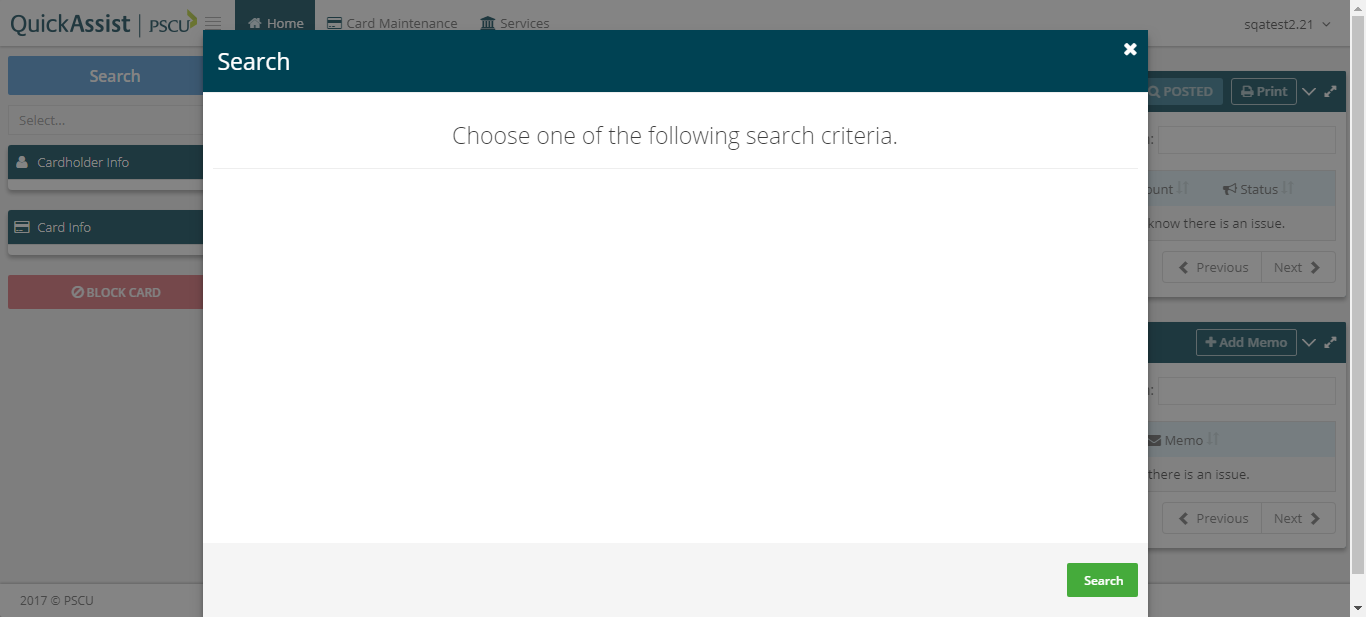 QuickAssist | PSCU
Home
Card Maintenance
Services
sqatest2.21
Search
Search
Select...
Choose one of the following search criteria.
POSTED
Print
Cardholder Info
Status
know there is an issue.
Card Info
Previous
Next
BLOCK CARD
Add Memo
Memo
there is an issue.
Previous
Next
Search
2017 © PSCU